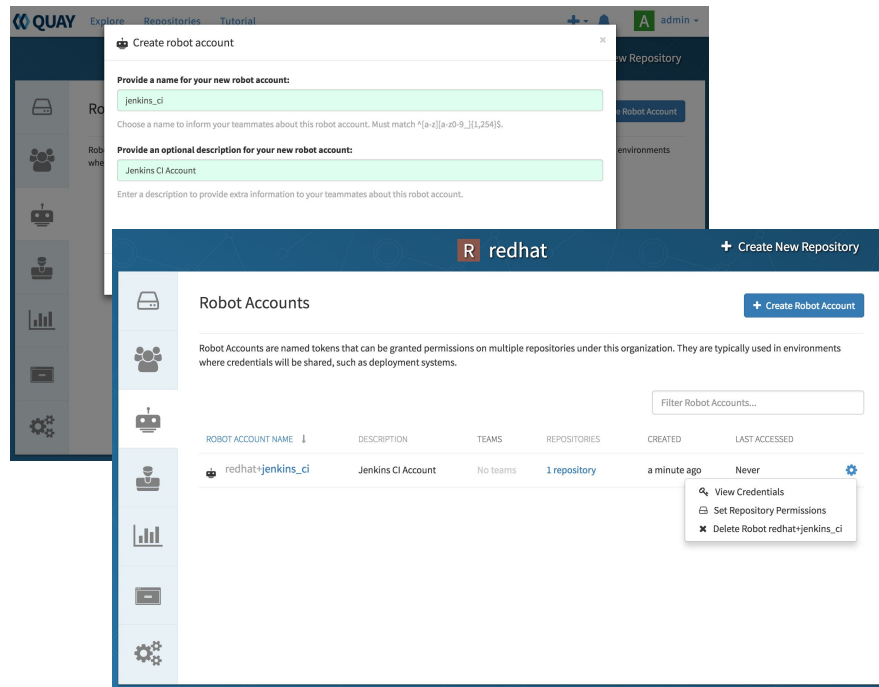 QUAY Explore Repositories Tutorial admin
Create robot account ×
New Repository
Provide a name for your new robot account:
jenkins_ci
Choose a name to inform your teammates about this robot account. Must match ^[a-z][a-z0-9_]{1,254}$.
Robot Account
environments
Provide an optional description for your new robot account:
Jenkins CI Account
Enter a description to provide extra information to your teammates about this robot account.
R redhat
Create New Repository
Robot Accounts
Create Robot Account
Robot Accounts are named tokens that can be granted permissions on multiple repositories under this organization. They are typically used in environments
where credentials will be shared, such as deployment systems.
Filter Robot Accounts...
ROBOT ACCOUNT NAME ↓ DESCRIPTION TEAMS REPOSITORIES CREATED LAST ACCESSED
redhat+jenkins_ci Jenkins CI Account No teams 1 repository a minute ago Never
View Credentials
Set Repository Permissions
Delete Robot redhat+jenkins_ci